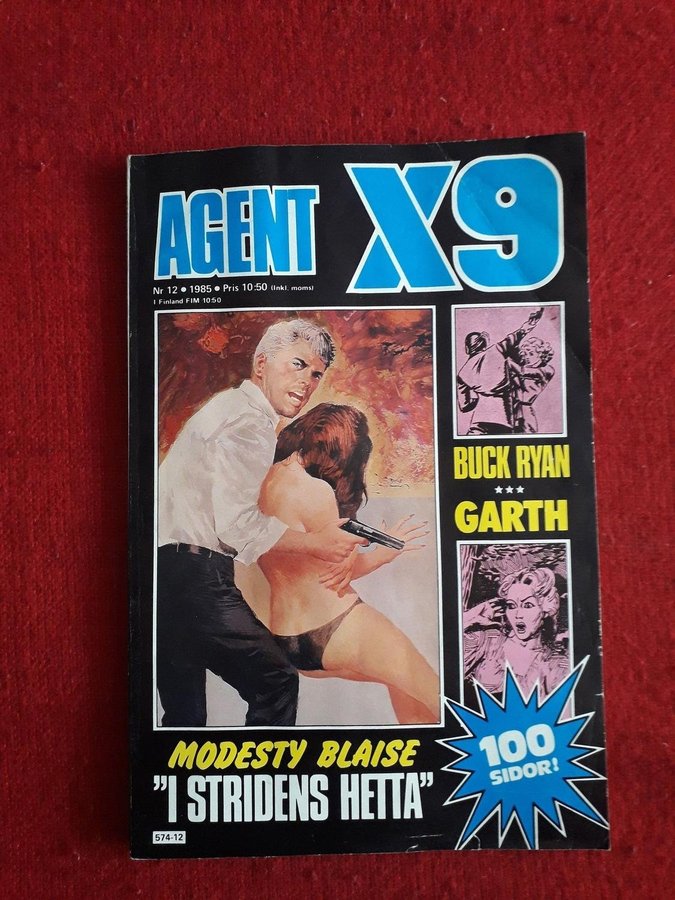 AGENT X9
Nr 12 ● 1985 ● Pris 10:50 (Inkl. moms)
I Finland FIM 10:50
BUCK RYAN
★★★
GARTH
100
SIDOR!
MODESTY BLAISE
"I STRIDENS HETTA"
574-12